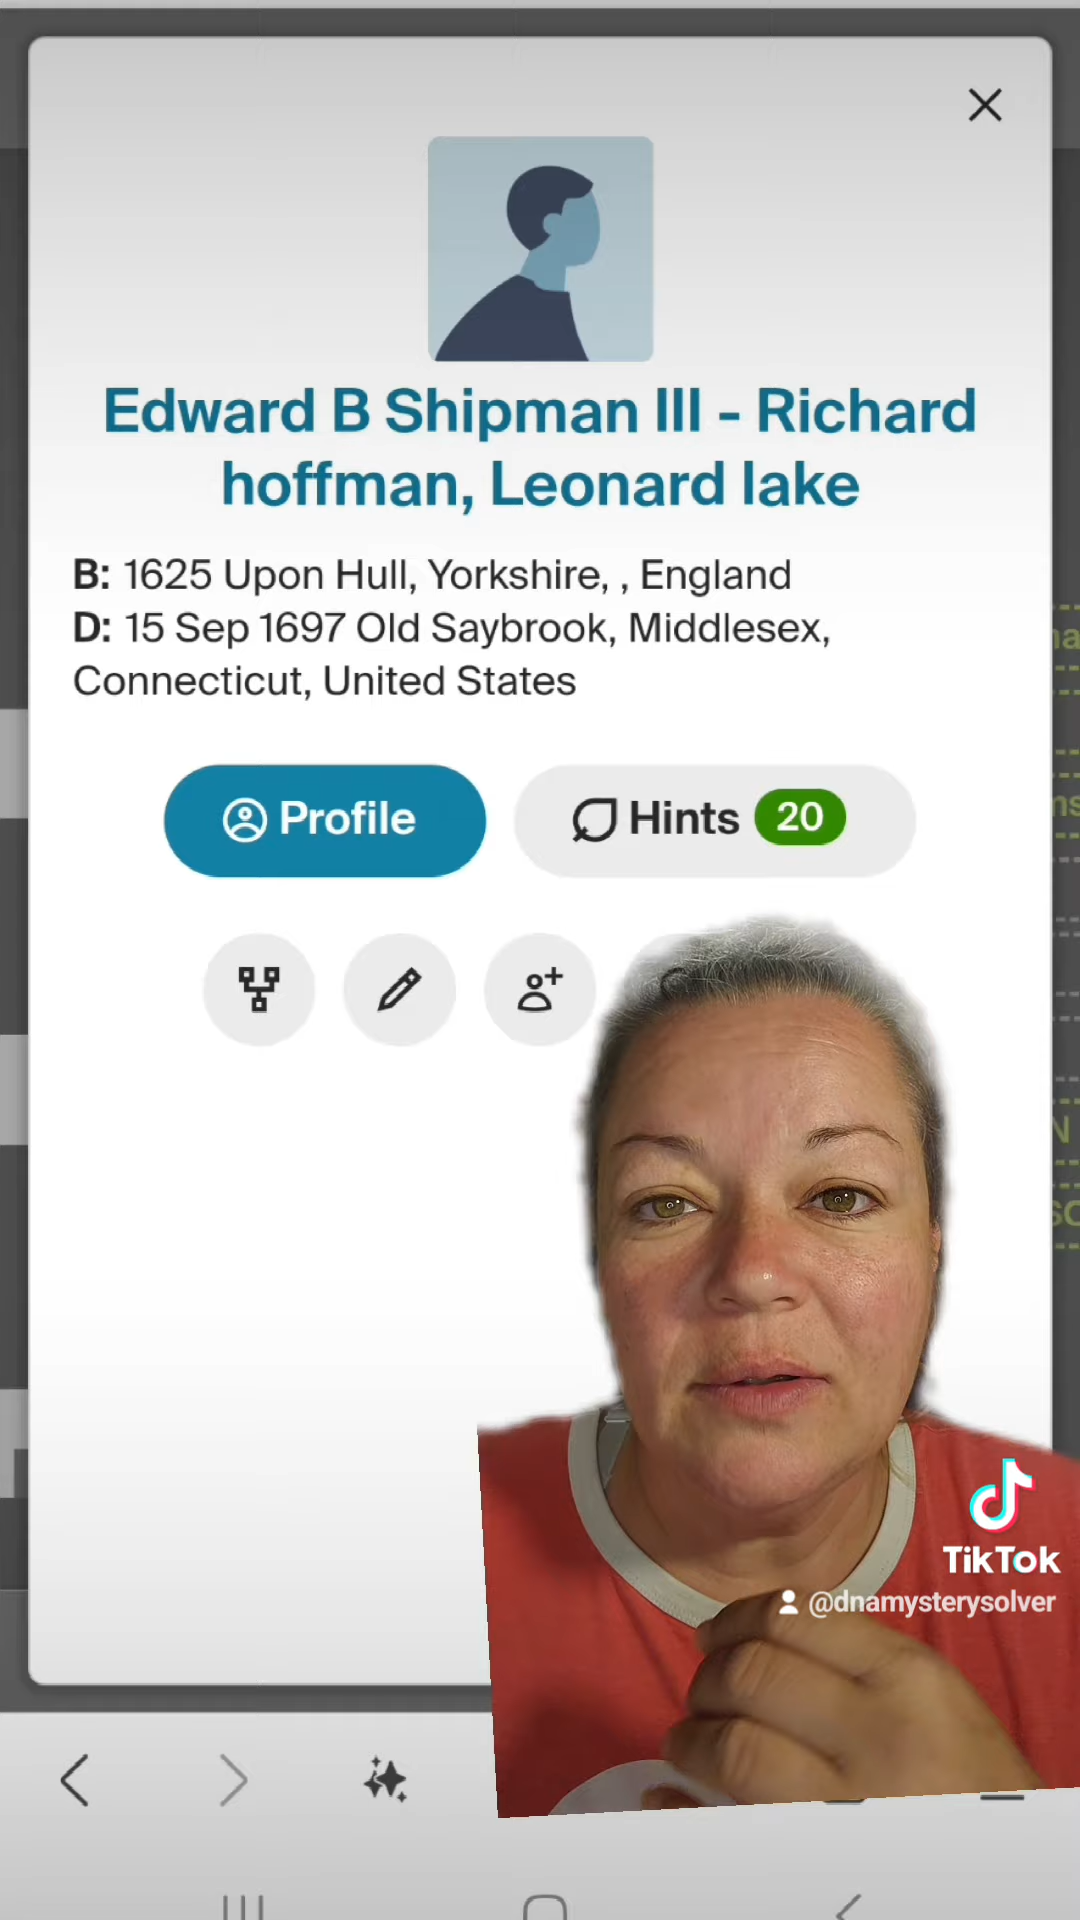 Edward B Shipman III - Richard
hoffman, Leonard lake
B: 1625 Upon Hull, Yorkshire, , England
D: 15 Sep 1697 Old Saybrook, Middlesex,
Connecticut, United States
Profile
Hints 20
TikTok
@dnamysterysolver